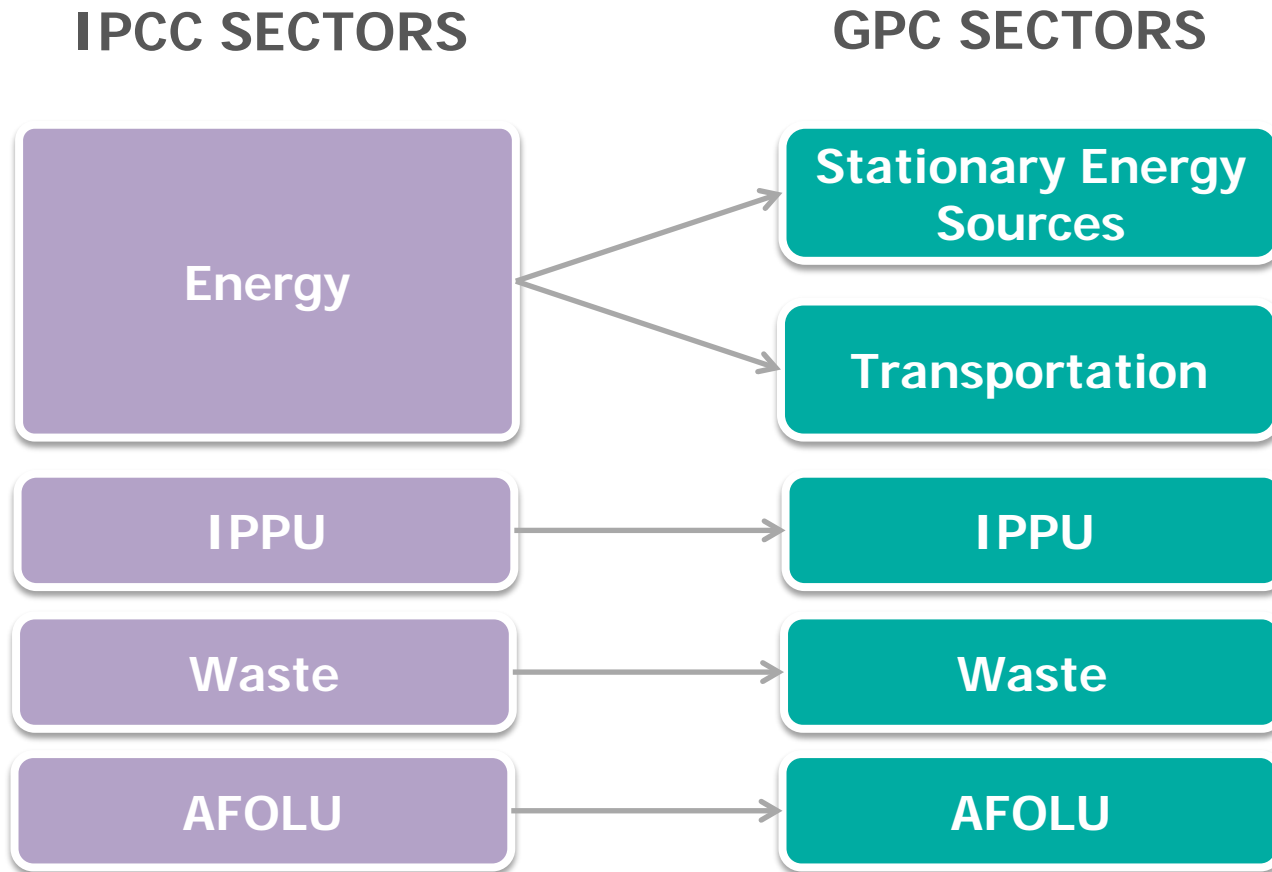 IPCC SECTORS
GPC SECTORS
Energy
Stationary Energy
Sources
Transportation
IPPU
IPPU
Waste
Waste
AFOLU
AFOLU